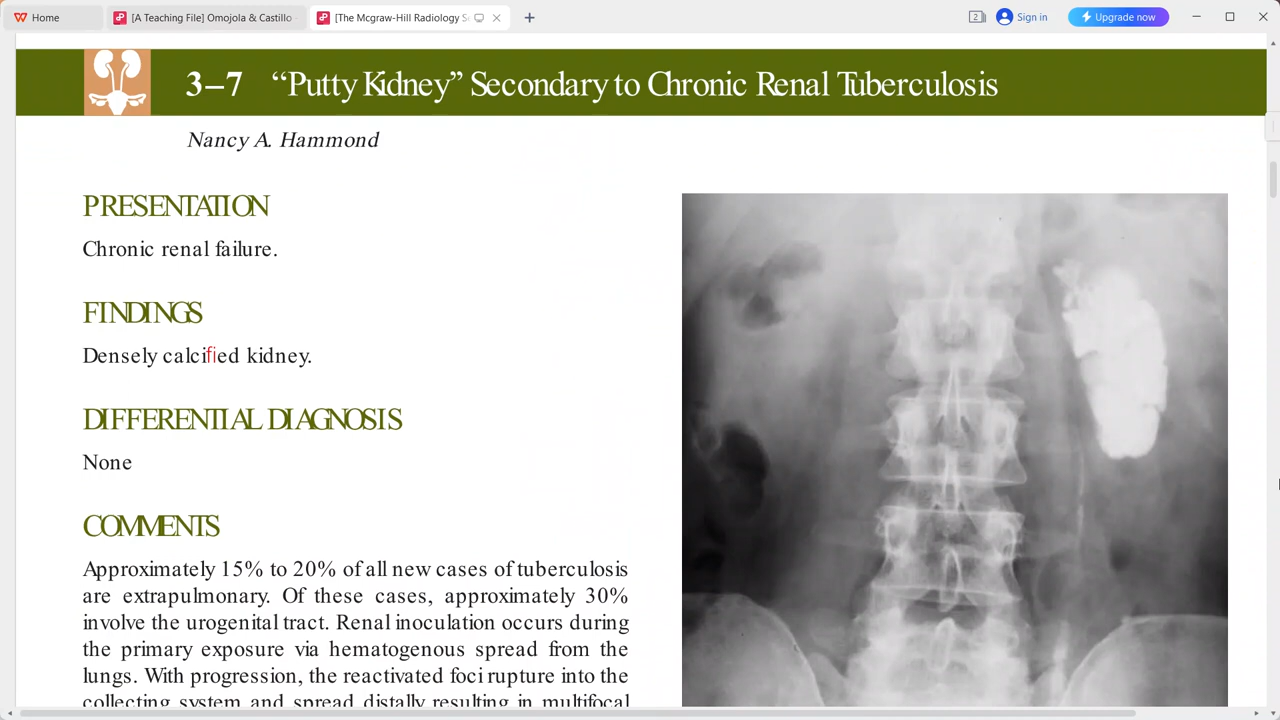 Home
[A Teaching File] Omojola & Castillo
[The Mcgraw-Hill Radiology S
2
Sign in
Upgrade now
3–7 “Putty Kidney” Secondary to Chronic Renal Tuberculosis
Nancy A. Hammond
PRESENTATION
Chronic renal failure.
FINDINGS
Densely calcified kidney.
DIFFERENTIAL DIAGNOSIS
None
COMMENTS
Approximately 15% to 20% of all new cases of tuberculosis
are extrapulmonary. Of these cases, approximately 30%
involve the urogenital tract. Renal inoculation occurs during
the primary exposure via hematogenous spread from the
lungs. With progression, the reactivated foci rupture into the
collecting system and spread distally resulting in multifocal